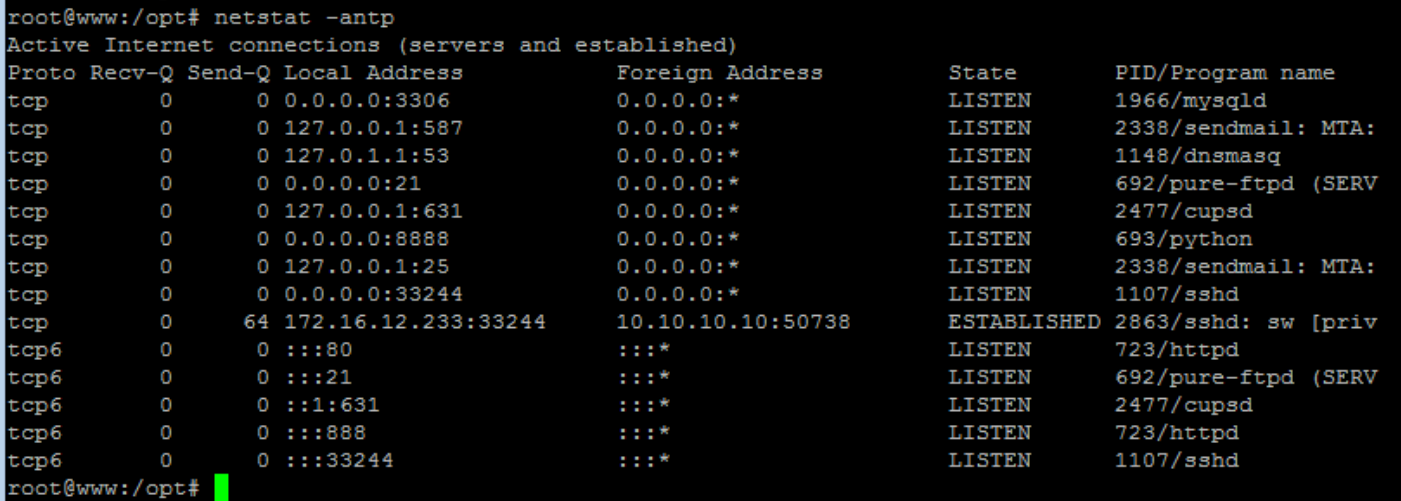 root@www:/opt# netstat -antp
Active Internet connections (servers and established)
Proto Recv-Q Send-Q Local Address           Foreign Address         State       PID/Program name
tcp        0      0 0.0.0.0:3306            0.0.0.0:*               LISTEN      1966/mysqld
tcp        0      0 127.0.0.1:587           0.0.0.0:*               LISTEN      2338/sendmail: MTA:
tcp        0      0 127.0.1.1:53            0.0.0.0:*               LISTEN      1148/dnsmasq
tcp        0      0 0.0.0.0:21              0.0.0.0:*               LISTEN      692/pure-ftpd (SERV
tcp        0      0 127.0.0.1:631           0.0.0.0:*               LISTEN      2477/cupsd
tcp        0      0 0.0.0.0:8888            0.0.0.0:*               LISTEN      693/python
tcp        0      0 127.0.0.1:25            0.0.0.0:*               LISTEN      2338/sendmail: MTA:
tcp        0      0 0.0.0.0:33244           0.0.0.0:*               LISTEN      1107/sshd
tcp        0     64 172.16.12.233:33244     10.10.10.10:50738       ESTABLISHED 2863/sshd: sw [priv
tcp6       0      0 :::80                   :::*                    LISTEN      723/httpd
tcp6       0      0 :::21                   :::*                    LISTEN      692/pure-ftpd (SERV
tcp6       0      0 ::1:631                 :::*                    LISTEN      2477/cupsd
tcp6       0      0 :::888                  :::*                    LISTEN      723/httpd
tcp6       0      0 :::33244                :::*                    LISTEN      1107/sshd
root@www:/opt#